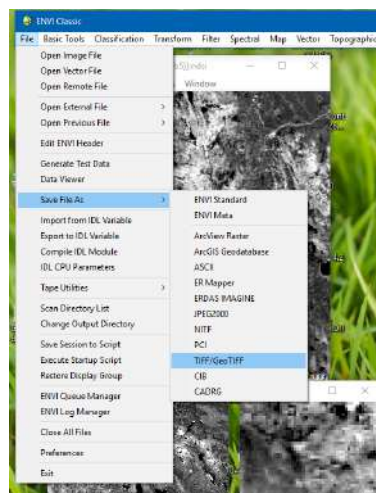 ENVI Classic
File Basic Tools Classification Transform Filter Spectral Map Vector Topographic
Open Image File
Open Vector File
Open Remote File
Open External File
Open Previous File
Edit ENVI Header
Generate Test Data
Data Viewer
Save File As
Import from IDL Variable
Export to IDL Variable
Compile IDL Module
IDL CPU Parameters
Tape Utilities
Scan Directory List
Change Output Directory
Save Session to Script
Execute Startup Script
Restore Display Group
ENVI Queue Manager
ENVI Log Manager
Close All Files
Preferences
Exit
Window
ENVI Standard
ENVI Meta
ArcView Raster
ArcGIS Geodatabase
ASCII
ER Mapper
ERDAS IMAGINE
JPEG2000
NITF
PCI
TIFF/GeoTIFF
CIB
CADRG